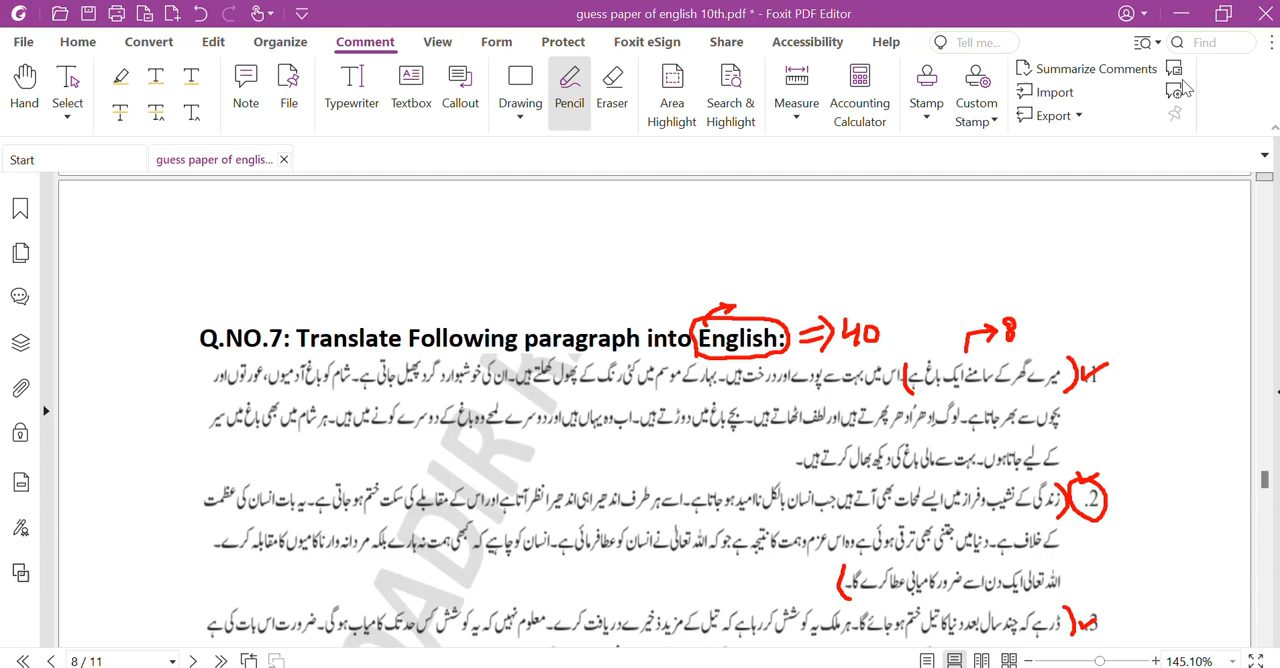 guess paper of english 10th.pdf * - Foxit PDF Editor
File Home Convert Edit Organize Comment View Form Protect Foxit eSign Share Accessibility Help Tell me... Find
Hand Select Note File Typewriter Textbox Callout Drawing Pencil Eraser Area Highlight Search & Highlight Measure Accounting Calculator Stamp Custom Stamp Summarize Comments
Import
Export
Start guess paper of englis...
Q.NO.7: Translate Following paragraph into English: => 40
8
1. میرے گھر کے سامنے ایک باغ ہے۔ اس میں بہت سے پودے اور درخت ہیں۔ بہار کے موسم میں کئی رنگ کے پھول کھلتے ہیں۔ ان کی خوشبو ارد گرد پھیل جاتی ہے۔ شام کو باغ آدمیوں، عورتوں اور
بچوں سے بھر جاتا ہے۔ لوگ اِدھر اُدھر پھرتے ہیں اور لطف اٹھاتے ہیں۔ بچے باغ میں دوڑتے ہیں۔ اب وہ یہاں ہیں اور دوسرے لمحے وہ باغ کے دوسرے کونے میں ہیں۔ ہر شام میں بھی باغ میں سیر
کے لیے جاتا ہوں۔ بہت سے مالی باغ کی دیکھ بھال کرتے ہیں۔
2. زندگی کے نشیب و فراز میں ایسے لمحات بھی آتے ہیں جب انسان بالکل ناامید ہو جاتا ہے۔ اسے ہر طرف اندھیرا ہی اندھیرا نظر آتا ہے اور اس کے مقابلے کی سکت ختم ہو جاتی ہے۔ یہ بات انسان کی عظمت
کے خلاف ہے۔ دنیا میں جتنی بھی ترقی ہوئی ہے وہ اس عزم و ہمت کا نتیجہ ہے جو کہ اللہ تعالیٰ نے انسان کو عطا فرمائی ہے۔ انسان کو چاہیے کہ کبھی ہمت نہ ہارے بلکہ مردانہ وار ناکامیوں کا مقابلہ کرے۔
اللہ تعالیٰ ایک دن اسے ضرور کامیابی عطا کرے گا۔
3. ڈر ہے کہ چند سال بعد دنیا کا تیل ختم ہو جائے گا۔ ہر ملک یہ کوشش کر رہا ہے کہ تیل کے مزید ذخیرے دریافت کرے۔ معلوم نہیں کہ یہ کوشش کس حد تک کامیاب ہو گی۔ ضرورت اس بات کی ہے
8 / 11 145.10%